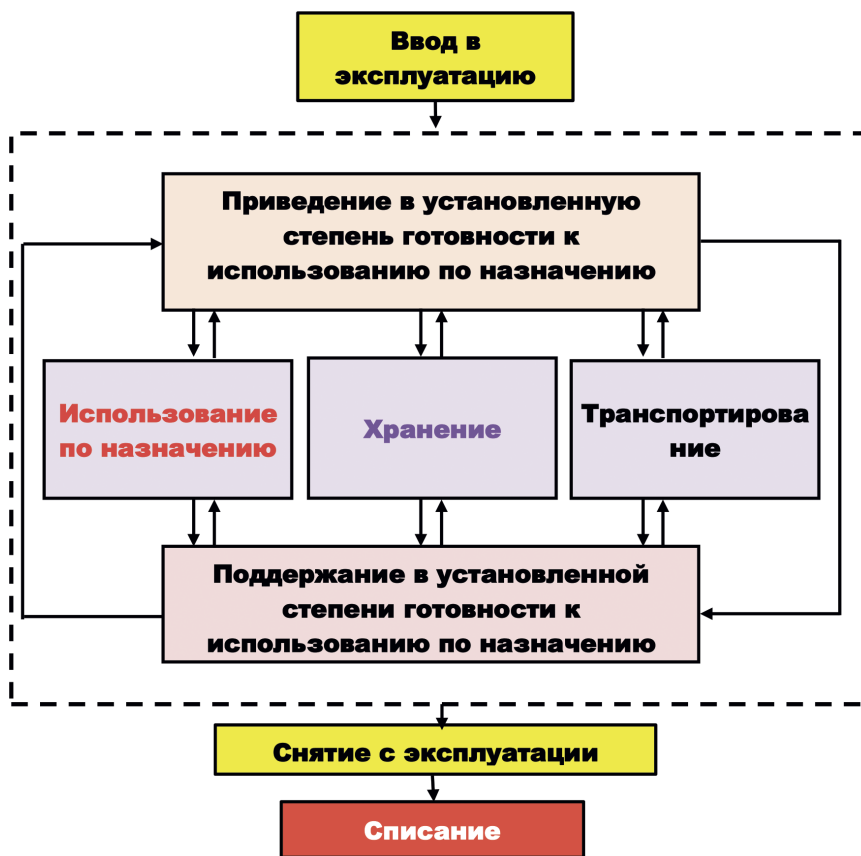 Ввод в
эксплуатацию
Приведение в установленную
степень готовности к
использованию по назначению
Использование
по назначению
Хранение
Транспортирова
ние
Поддержание в установленной
степени готовности к
использованию по назначению
Снятие с эксплуатации
Списание